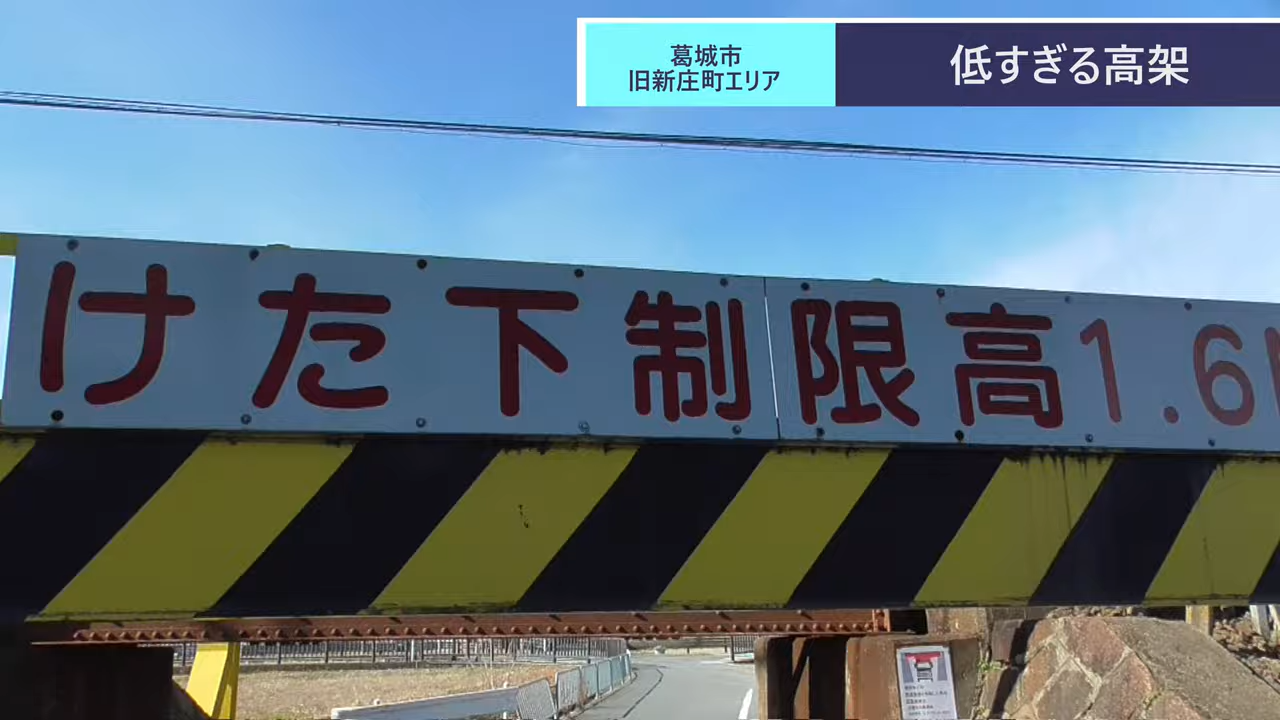 葛城市
旧新庄町エリア
低すぎる高架
けた下制限高1.6